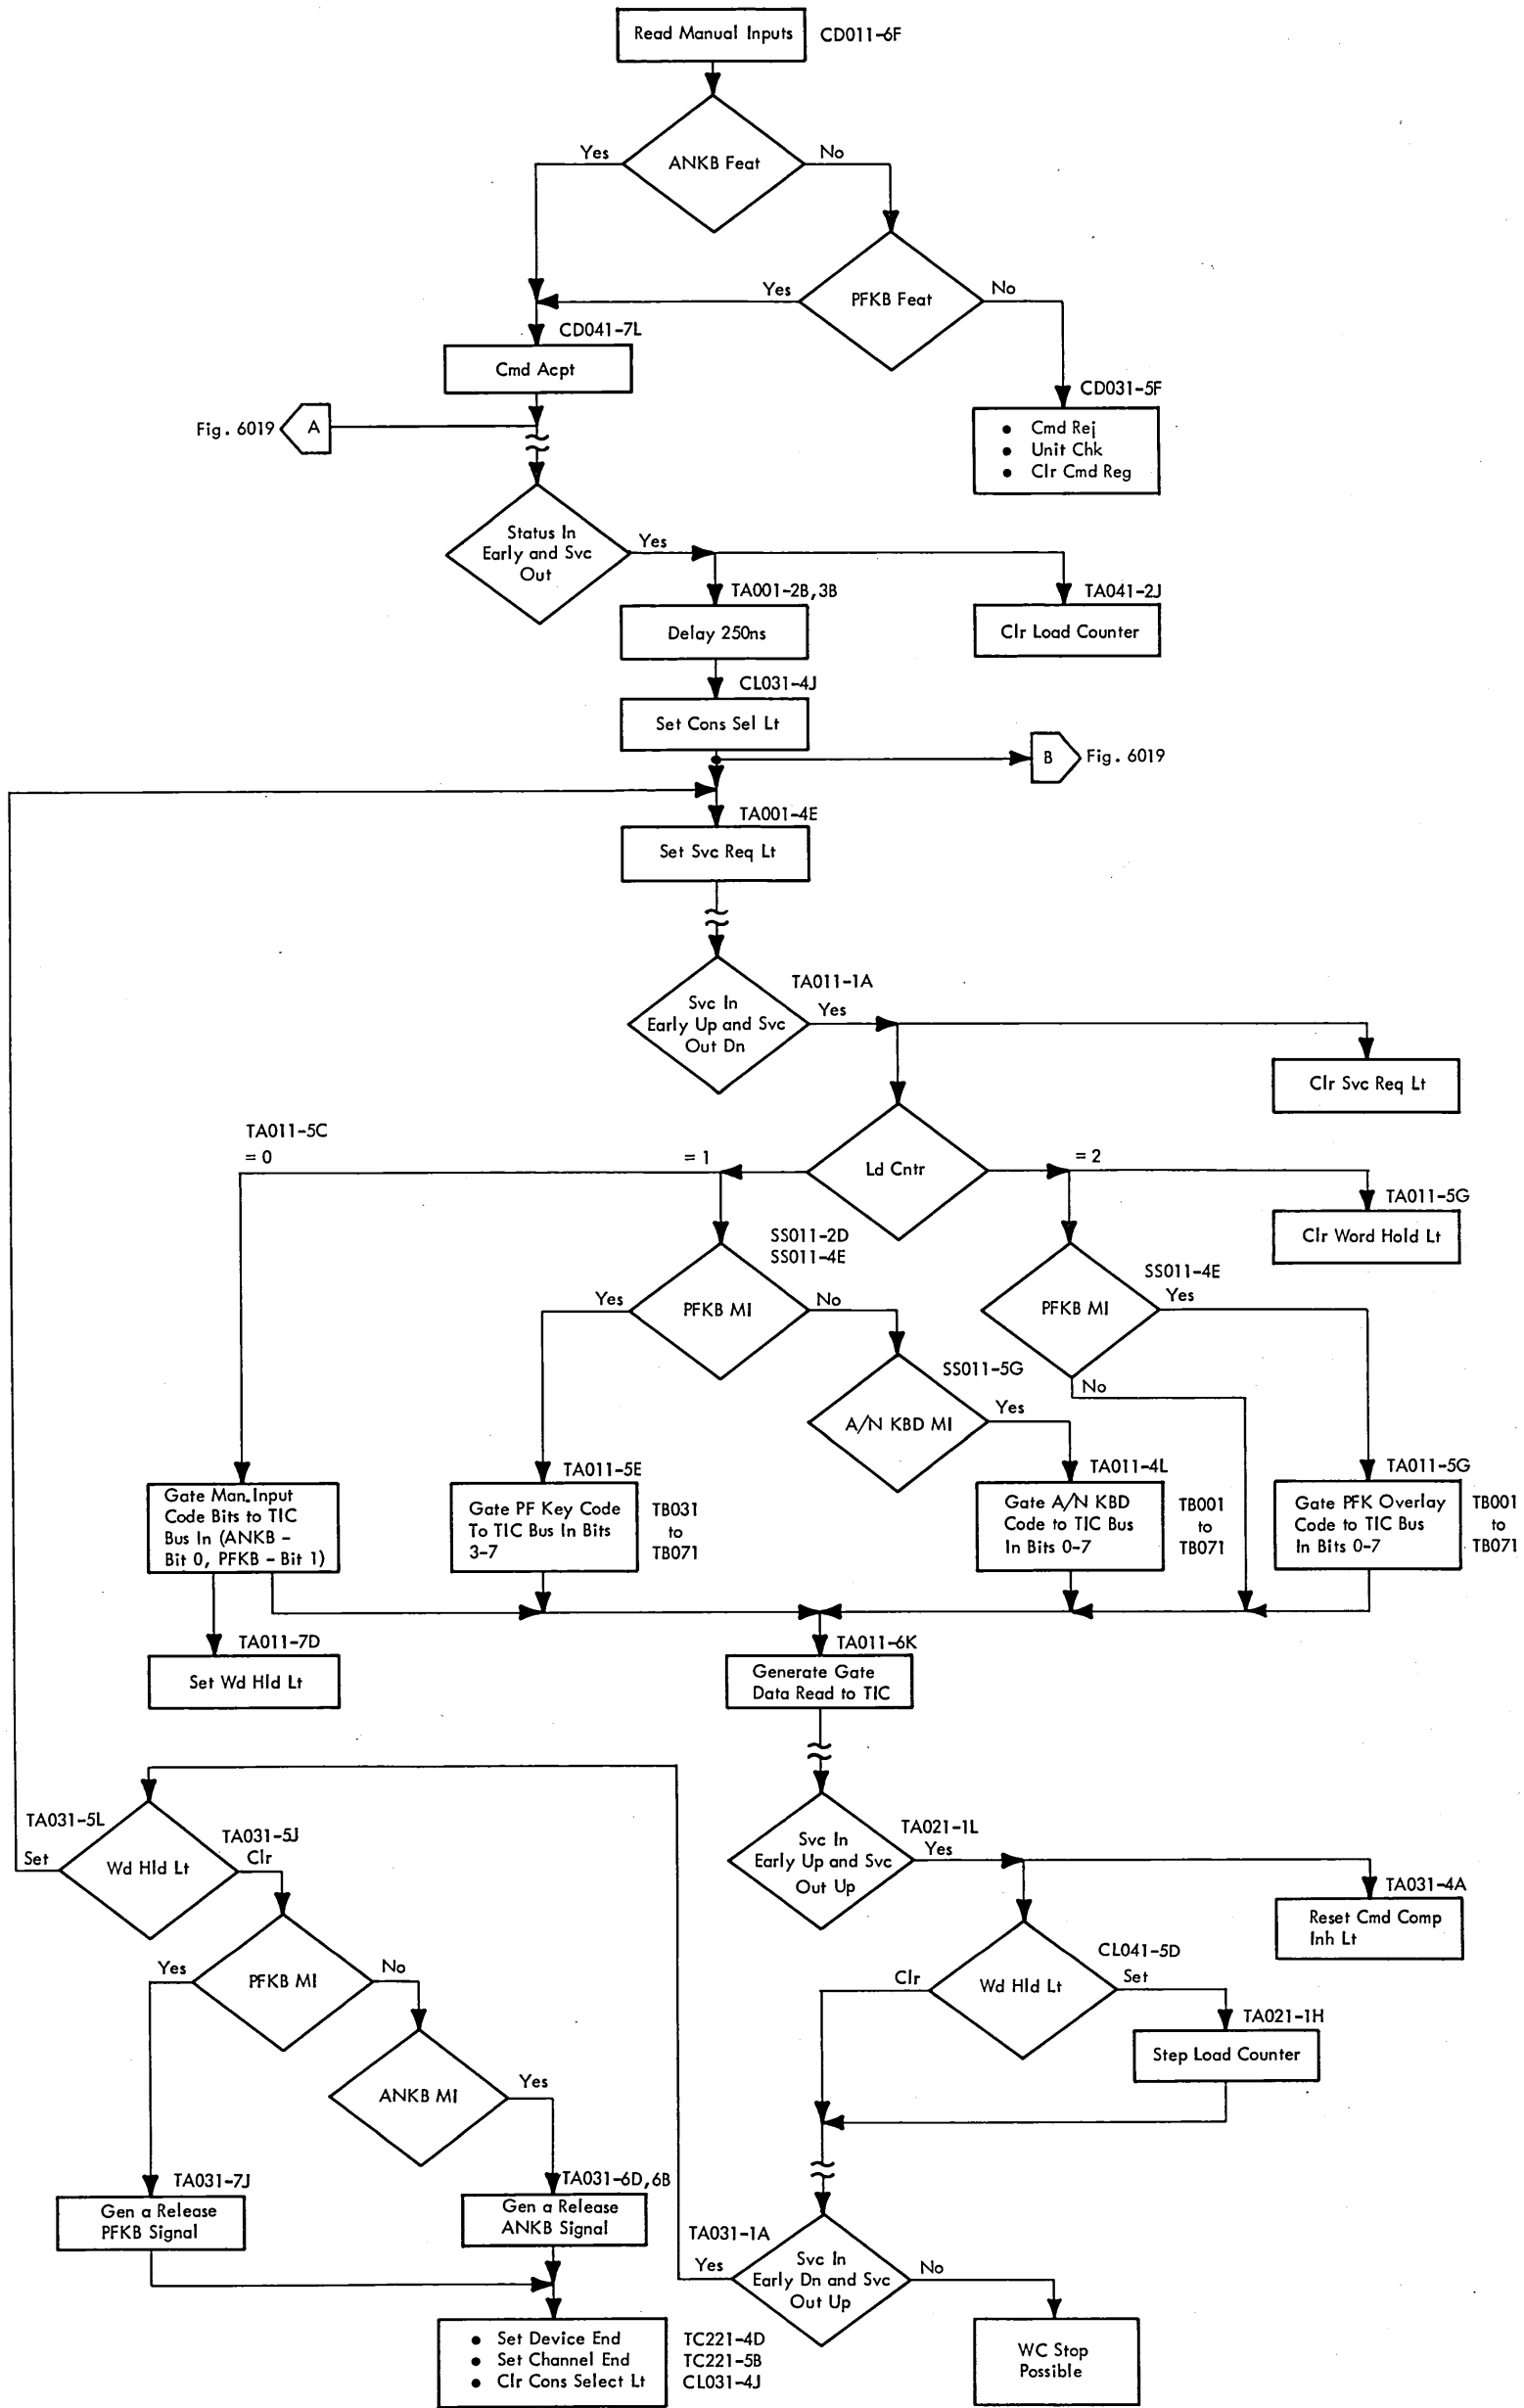 Read Manual Inputs
CD011-6F
Yes
ANKB Feat
No
Yes
PFKB Feat
No
CD041-7L
Cmd Acpt
CD031-5F
Fig. 6019
A
• Cmd Rej
• Unit Chk
• Clr Cmd Reg
Status In
Early and Svc
Out
Yes
TA001-2B,3B
TA041-2J
Delay 250ns
Clr Load Counter
CL031-4J
Set Cons Sel Lt
B
Fig. 6019
TA001-4E
Set Svc Req Lt
TA011-1A
Svc In
Early Up and Svc
Out Dn
Yes
Clr Svc Req Lt
TA011-5C
= 0
= 1
Ld Cntr
= 2
TA011-5G
Clr Word Hold Lt
SS011-2D
SS011-4E
SS011-4E
Yes
PFKB MI
No
PFKB MI
Yes
SS011-5G
No
A/N KBD MI
Yes
TA011-5E
TA011-4L
TA011-5G
Gate Man.Input
Code Bits to TIC
Bus In (ANKB -
Bit 0, PFKB - Bit 1)
Gate PF Key Code
To TIC Bus In Bits
3-7
TB031
to
TB071
Gate A/N KBD
Code to TIC Bus
In Bits 0-7
TB001
to
TB071
Gate PFK Overlay
Code to TIC Bus
In Bits 0-7
TB001
to
TB071
TA011-7D
Set Wd Hld Lt
TA011-6K
Generate Gate
Data Read to TIC
TA031-5L
Set
Wd Hld Lt
TA031-5J
Clr
TA021-1L
Svc In
Early Up and Svc
Out Up
Yes
TA031-4A
Reset Cmd Comp
Inh Lt
Yes
PFKB MI
No
CL041-5D
Clr
Wd Hld Lt
Set
TA021-1H
Step Load Counter
ANKB MI
Yes
TA031-7J
Gen a Release
PFKB Signal
TA031-6D,6B
Gen a Release
ANKB Signal
TA031-1A
Yes
Svc In
Early Dn and Svc
Out Up
No
• Set Device End
• Set Channel End
• Clr Cons Select Lt
TC221-4D
TC221-5B
CL031-4J
WC Stop
Possible